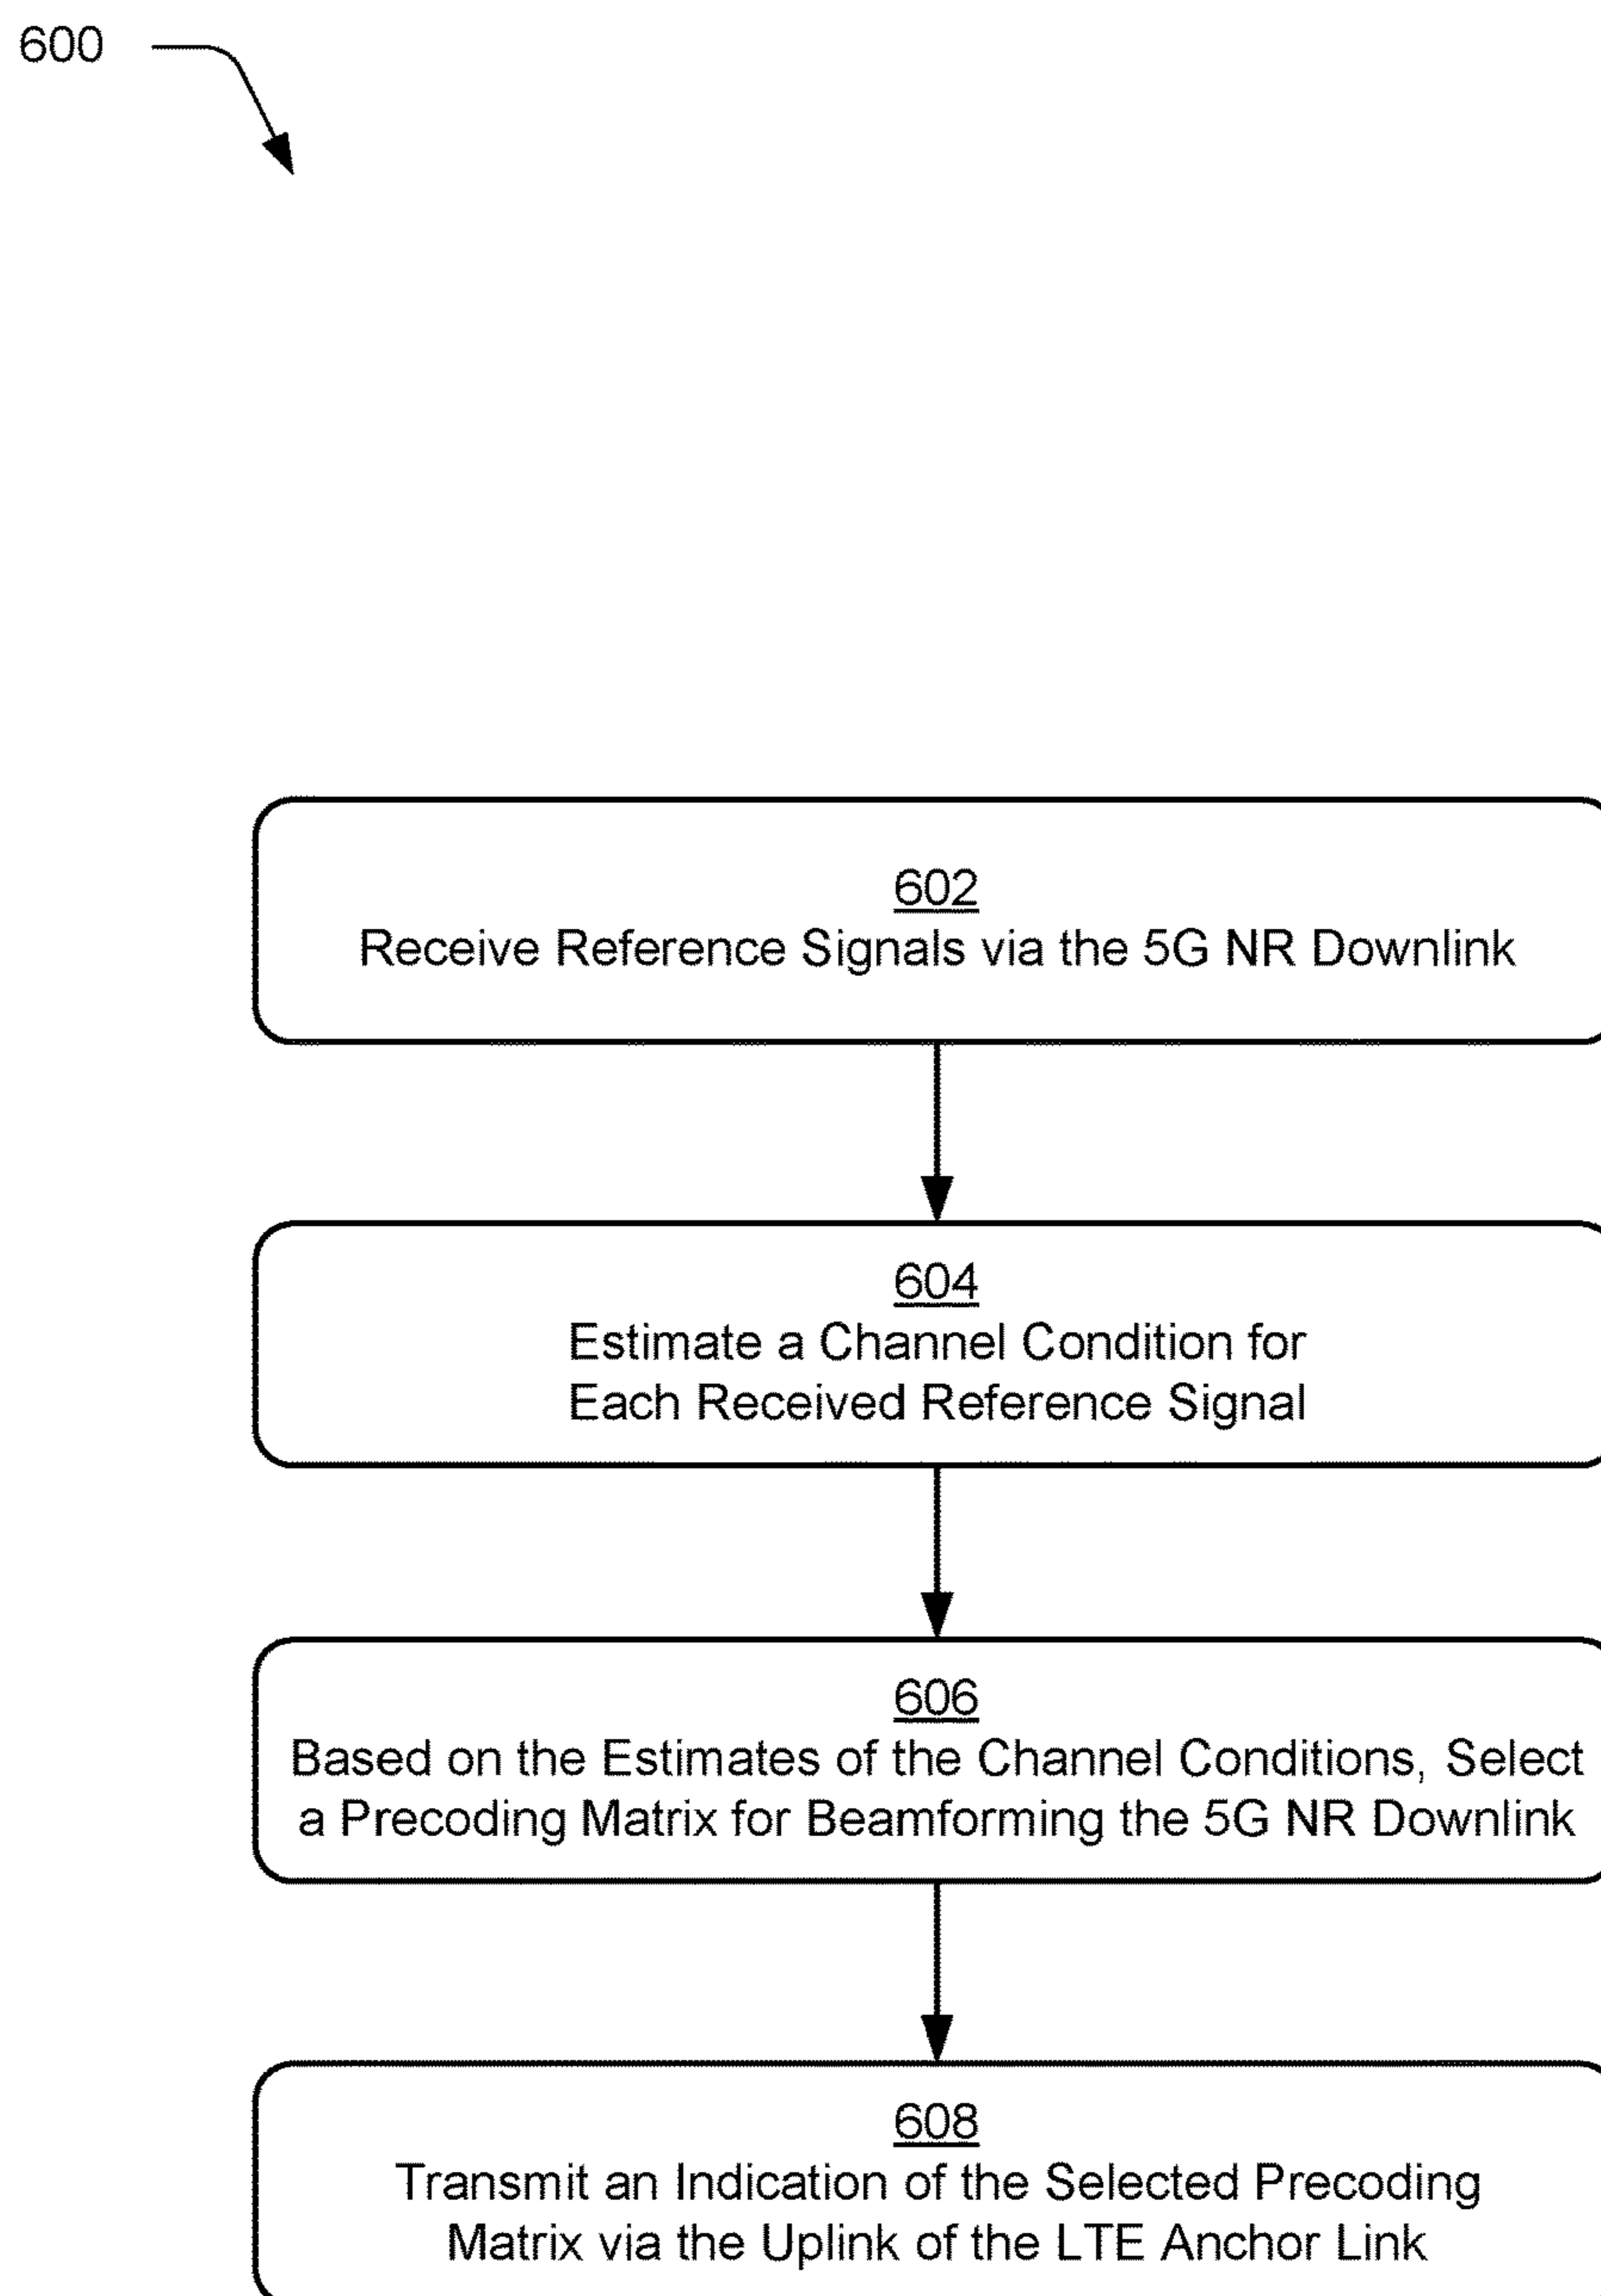 600
602
Receive Reference Signals via the 5G NR Downlink
604
Estimate a Channel Condition for
Each Received Reference Signal
606
Based on the Estimates of the Channel Conditions, Select
a Precoding Matrix for Beamforming the 5G NR Downlink
608
Transmit an Indication of the Selected Precoding
Matrix via the Uplink of the LTE Anchor Link